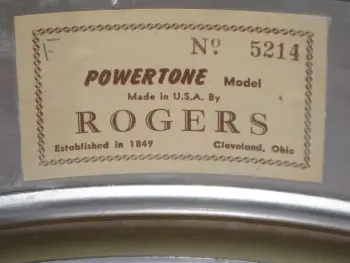 F Nº 5214
POWERTONE Model
Made in U.S.A. By
ROGERS
Established in 1849 Cleveland, Ohio